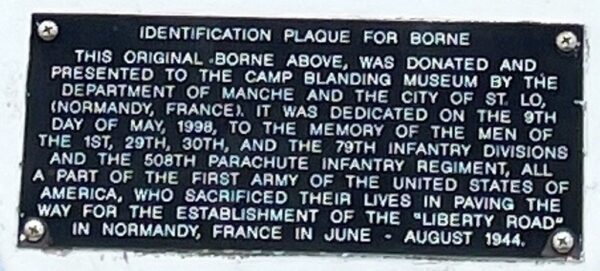 IDENTIFICATION PLAQUE FOR BORNE
THIS ORIGINAL BORNE ABOVE, WAS DONATED AND
PRESENTED TO THE CAMP BLANDING MUSEUM BY THE
DEPARTMENT OF MANCHE AND THE CITY OF ST. LO,
(NORMANDY, FRANCE). IT WAS DEDICATED ON THE 9TH
DAY OF MAY, 1998, TO THE MEMORY OF THE MEN OF
THE 1ST, 29TH, 30TH, AND THE 79TH INFANTRY DIVISIONS
AND THE 508TH PARACHUTE INFANTRY REGIMENT, ALL
A PART OF THE FIRST ARMY OF THE UNITED STATES OF
AMERICA, WHO SACRIFICED THEIR LIVES IN PAVING THE
WAY FOR THE ESTABLISHMENT OF THE "LIBERTY ROAD"
IN NORMANDY, FRANCE IN JUNE - AUGUST 1944.